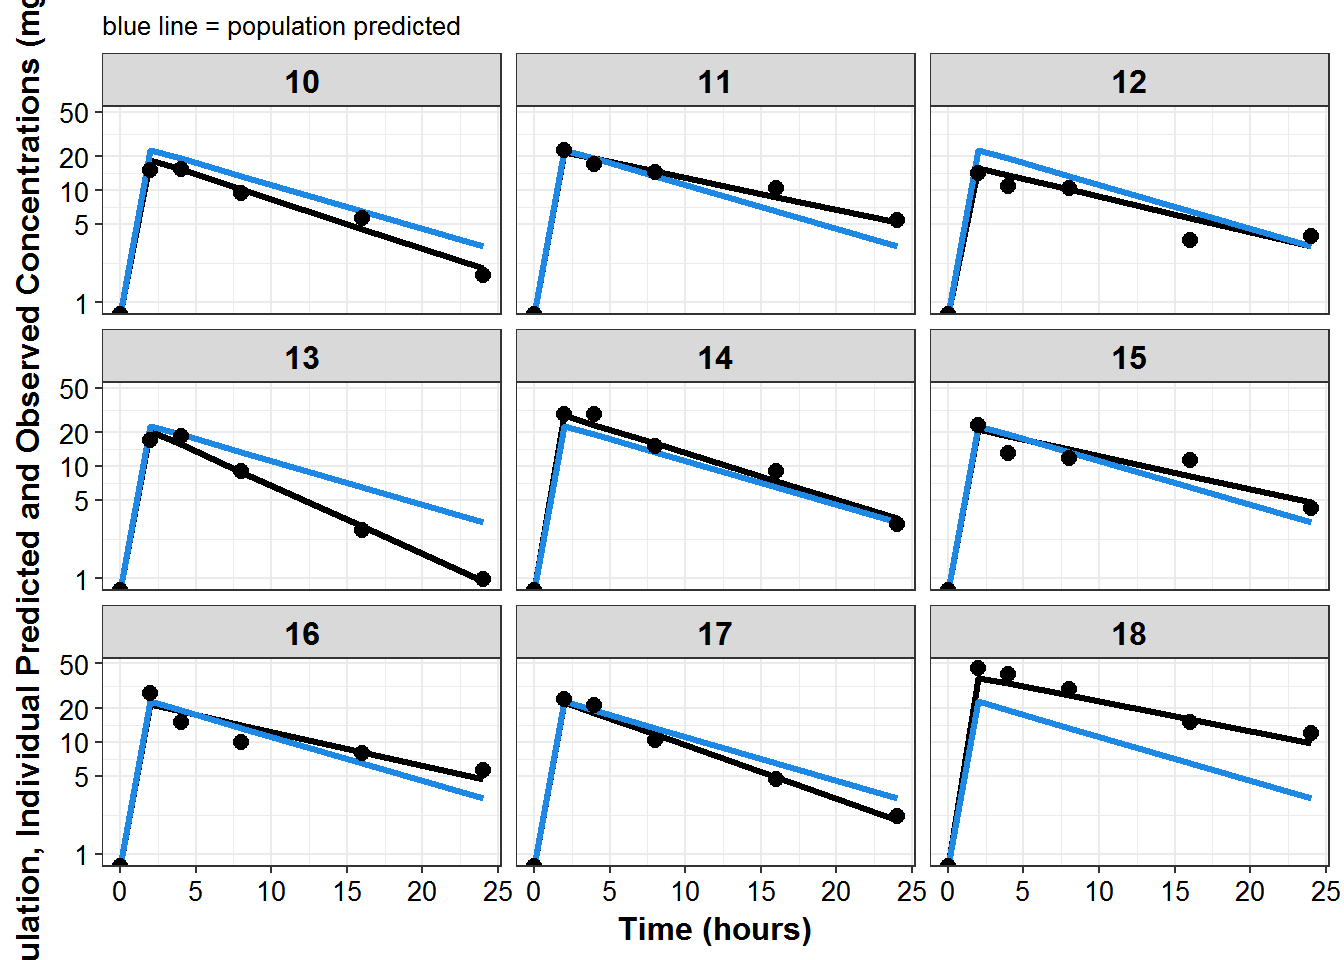 blue line = population predicted
10 11 12
50
20
10
5
1
13 14 15
50
20
10
5
1
16 17 18
50
20
10
5
1
0 5 10 15 20 25 0 5 10 15 20 25 0 5 10 15 20 25
Time (hours)
ulation, Individual Predicted and Observed Concentrations (mg